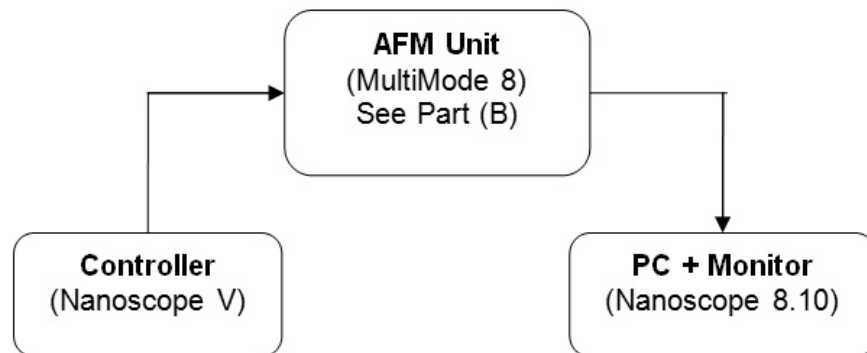 AFM Unit
(MultiMode 8)
See Part (B)
Controller
(Nanoscope V)
PC + Monitor
(Nanoscope 8.10)